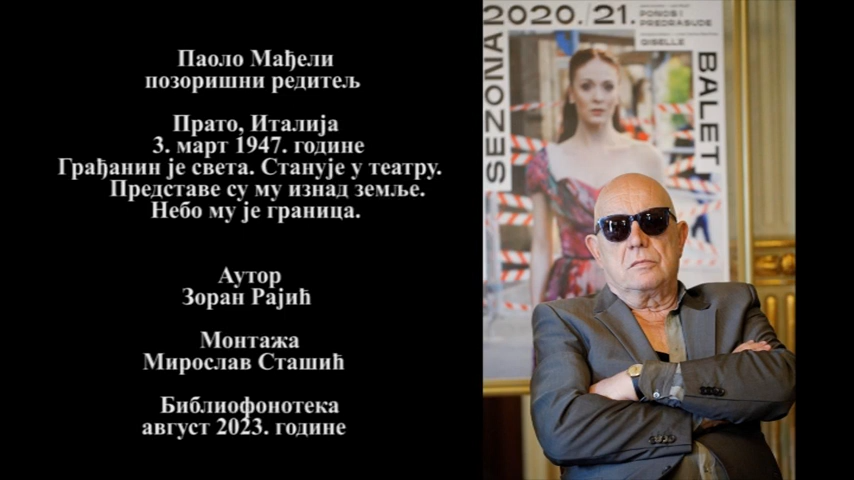 Паоло Мађели
позоришни редитељ
Прато, Италија
3. март 1947. године
Грађанин је света. Станује у театру.
Представе су му изнад земље.
Небо му је граница.
Аутор
Зоран Рајић
Монтажа
Мирослав Сташић
Библиофонотека
август 2023. године
SEZONA
2020./21.
PONOS I
PREDRASUDE
GISELLE
BALET